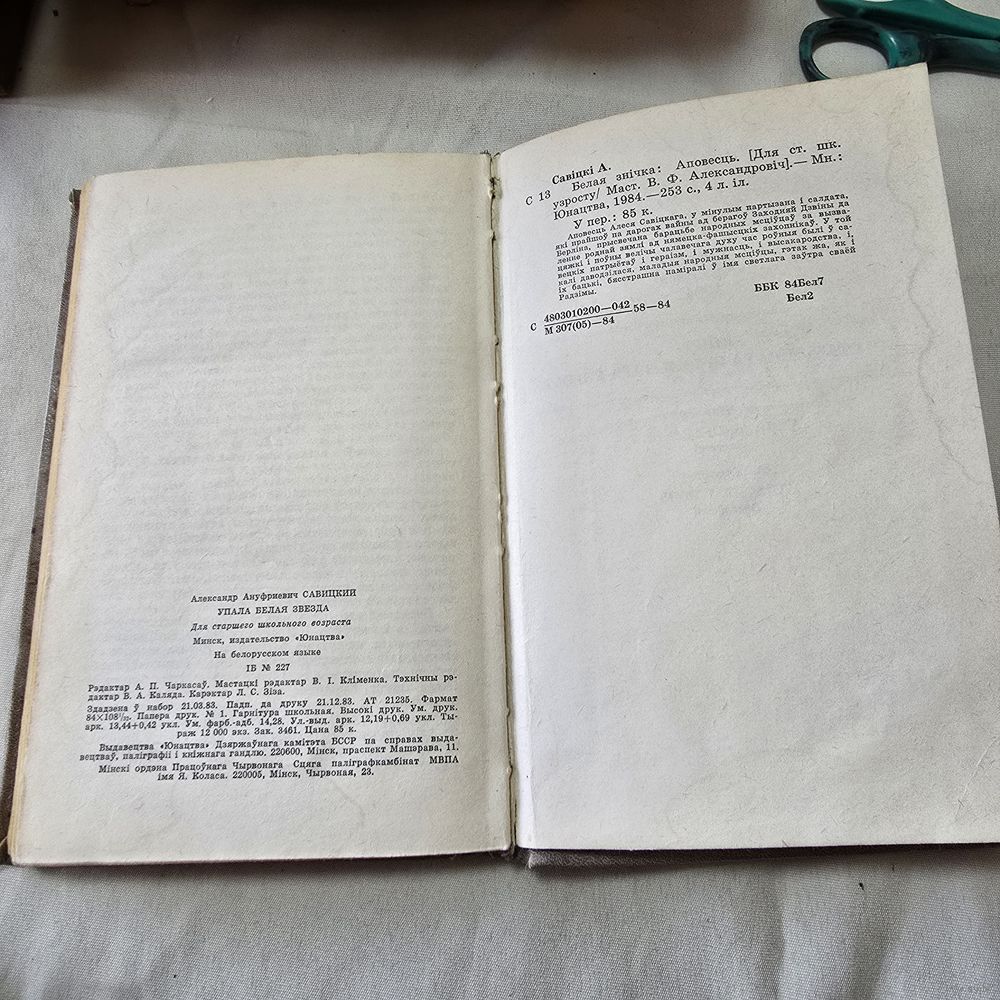 Александр Ануфриевич САВИЦКИЙ
УПАЛА БЕЛАЯ ЗВЕЗДА
Для старшего школьного возраста
Минск, издательство «Юнацтва»
На белорусском языке
ІБ № 227
Рэдактар А. П. Чаркасаў. Мастацкі рэдактар В. І. Кліменка. Тэхнічны рэ-
дактар В. А. Каляда. Карэктар Л. С. Зіза.
Здадзена ў набор 21.03.83. Падп. да друку 21.12.83. АТ 21235. Фармат
84×108¹/₃₂. Папера друк. № 1. Гарнітура школьная. Высокі друк. Ум. друк.
арк. 13,44+0,42 укл. Ум. фарб.-адб. 14,28. Ул.-выд. арк. 12,19+0,69 укл. Ты-
раж 12 000 экз. Зак. 3461. Цана 85 к.
Выдавецтва «Юнацтва» Дзяржаўнага камітэта БССР па справах выда-
вецтваў, паліграфіі і кніжнага гандлю. 220600, Мінск, праспект Машэрава, 11.
Мінскі ордэна Працоўнага Чырвонага Сцяга паліграфкамбінат МВПА
імя Я. Коласа. 220005, Мінск, Чырвоная, 23.
Савіцкі А.
С 13 Белая знічка: Аповесць. [Для ст. шк.
узросту/ Маст. В. Ф. Александровіч].— Мн.:
Юнацтва, 1984.—253 с., 4 л. іл.
У пер.: 85 к.
Аповесць Алеся Савіцкага, у мінулым партызана і салдата,
які прайшоў па дарогах вайны ад берагоў Заходняй Дзвіны да
Берліна, прысвечана барацьбе народных мсціўцаў за вызва-
ленне роднай зямлі ад нямецка-фашысцкіх захопнікаў. У той
цяжкі і поўны велічы чалавечага духу час роўныя былі ў са-
вецкіх патрыётаў і гераізм, і мужнасць, і высакародства, і,
калі даводзілася, маладыя народныя мсціўцы, гэтак жа, як і
іх бацькі, бясстрашна паміралі ў імя светлага заўтра сваёй
Радзімы.
С 4803010200—042 58—84
М 307(05)—84
ББК 84Бел7
Бел2